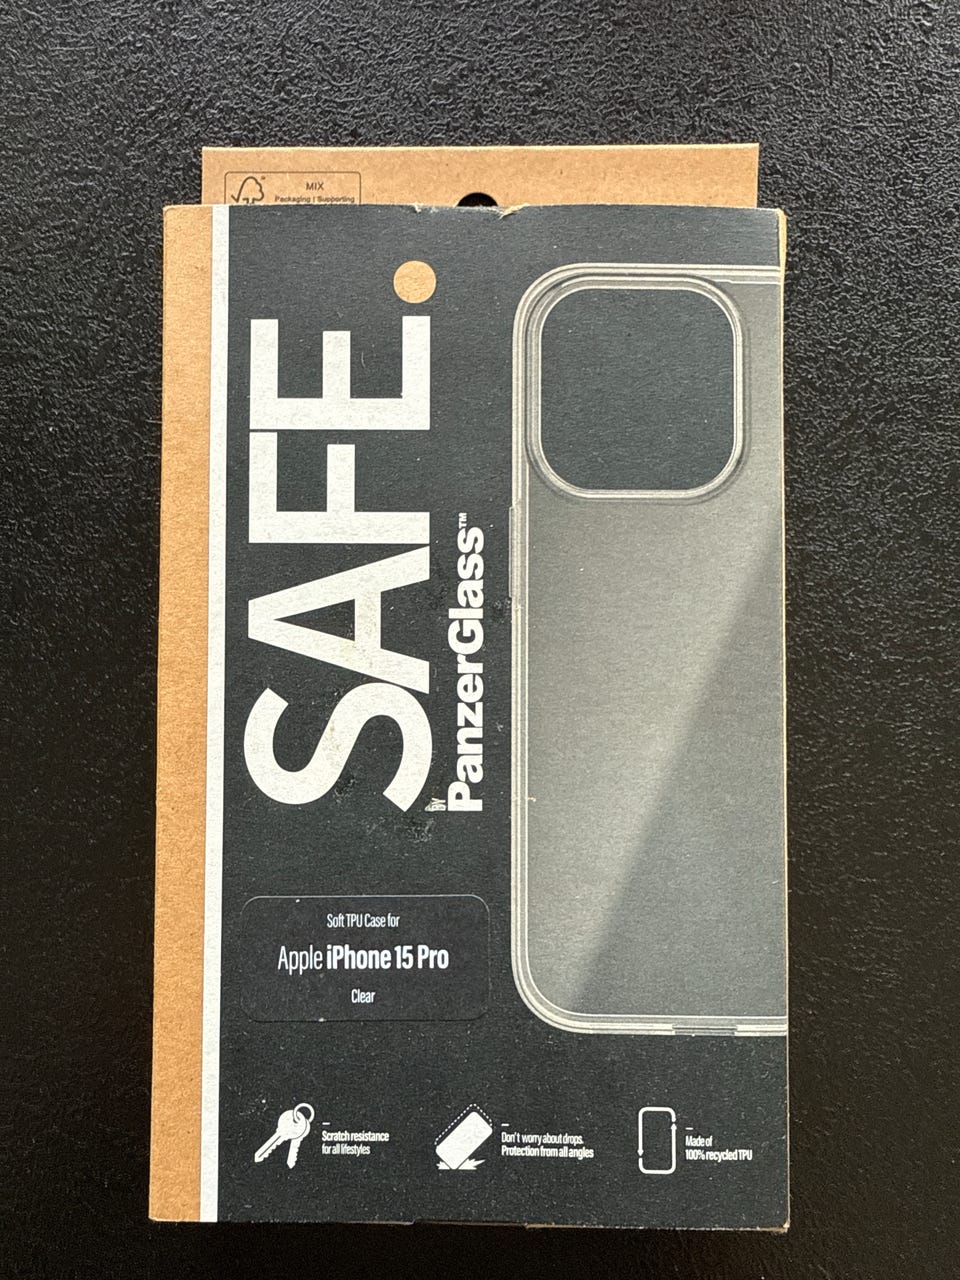 MIX
Packaging | Supporting
SAFE.
BY
PanzerGlass™
Soft TPU Case for
Apple iPhone 15 Pro
Clear
Scratch resistance
for all lifestyles
Don't worry about drops.
Protection from all angles
Made of
100% recycled TPU